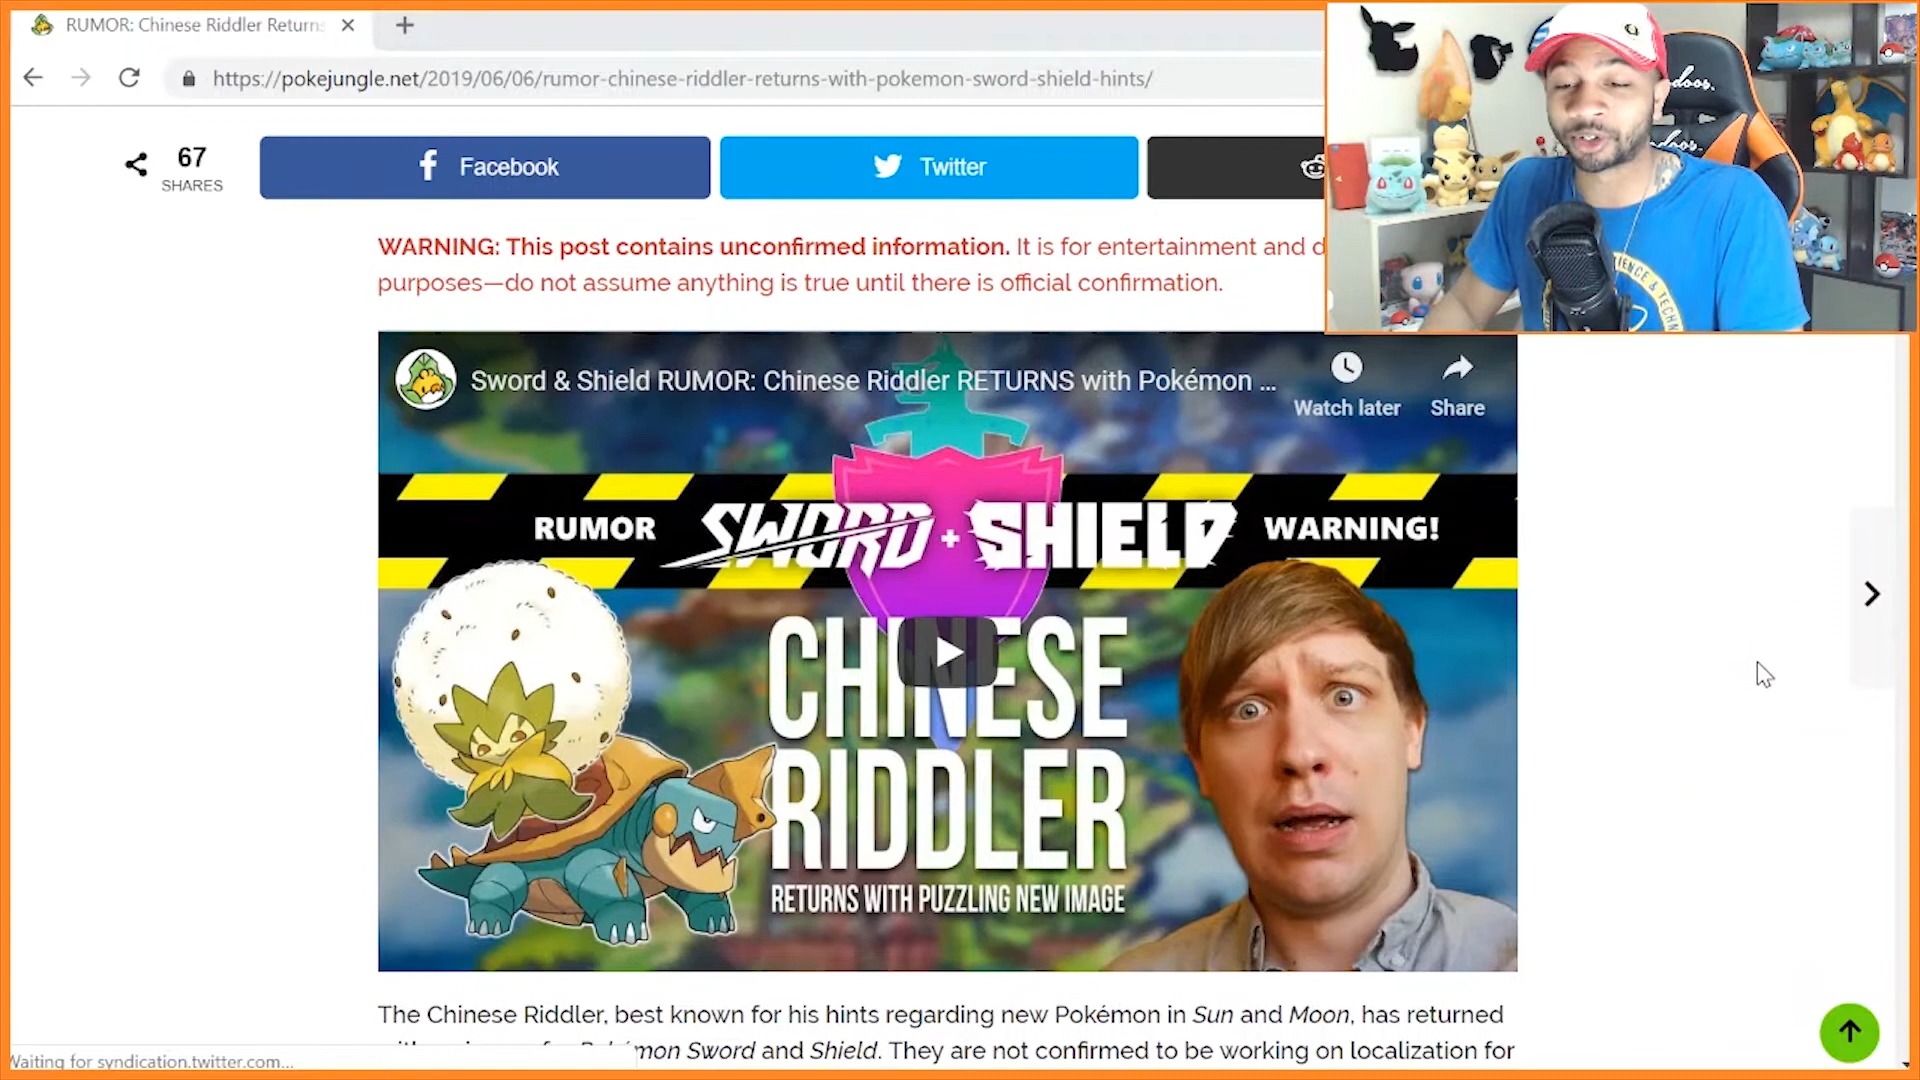 RUMOR: Chinese Riddler Returns
https://pokejungle.net/2019/06/06/rumor-chinese-riddler-returns-with-pokemon-sword-shield-hints/
67
SHARES
Facebook
Twitter
WARNING: This post contains unconfirmed information. It is for entertainment and
purposes—do not assume anything is true until there is official confirmation.
Sword & Shield RUMOR: Chinese Riddler RETURNS with Pokémon ...
Watch later
Share
RUMOR SWORD + SHIELD WARNING!
CHINESE
RIDDLER
RETURNS WITH PUZZLING NEW IMAGE
The Chinese Riddler, best known for his hints regarding new Pokémon in Sun and Moon, has returned
Sword and Shield. They are not confirmed to be working on localization for
Waiting for syndication.twitter.com...